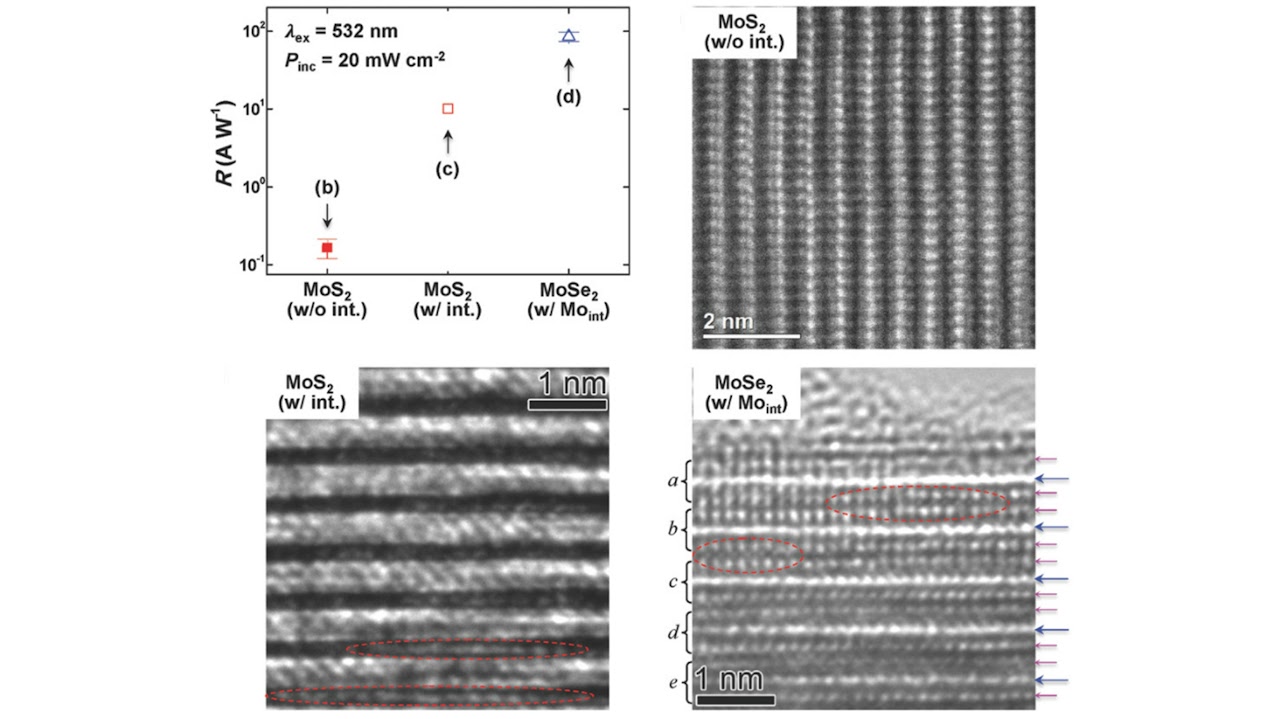 10²
10¹
10⁰
10⁻¹
R (A W⁻¹)
λex = 532 nm
Pinc = 20 mW cm⁻²
(b)
(c)
(d)
MoS₂
(w/o int.)
MoS₂
(w/ int.)
MoSe₂
(w/ Moint)
MoS₂
(w/o int.)
2 nm
MoS₂
(w/ int.)
1 nm
MoSe₂
(w/ Moint)
a
b
c
d
e
1 nm